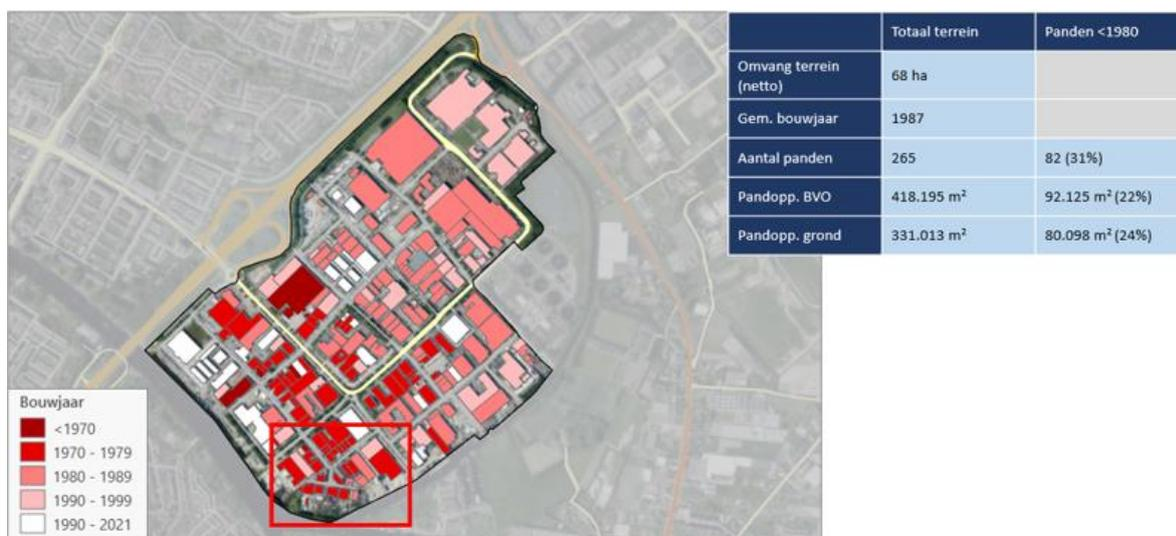 Totaal terrein Panden <1980
Omvang terrein
(netto) 68 ha
Gem. bouwjaar 1987
Aantal panden 265 82 (31%)
Pandopp. BVO 418.195 m² 92.125 m² (22%)
Pandopp. grond 331.013 m² 80.098 m² (24%)
Bouwjaar
<1970
1970 - 1979
1980 - 1989
1990 - 1999
1990 - 2021